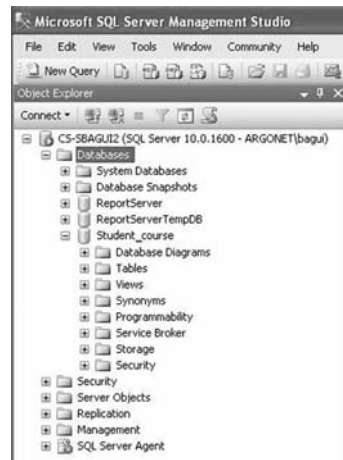 Microsoft SQL Server Management Studio
File Edit View Tools Window Community Help
New Query
Object Explorer
Connect
CS-SBAGUI2 (SQL Server 10.0.1600 - ARGONET\bagui)
Databases
System Databases
Database Snapshots
ReportServer
ReportServerTempDB
Student_course
Database Diagrams
Tables
Views
Synonyms
Programmability
Service Broker
Storage
Security
Security
Server Objects
Replication
Management
SQL Server Agent